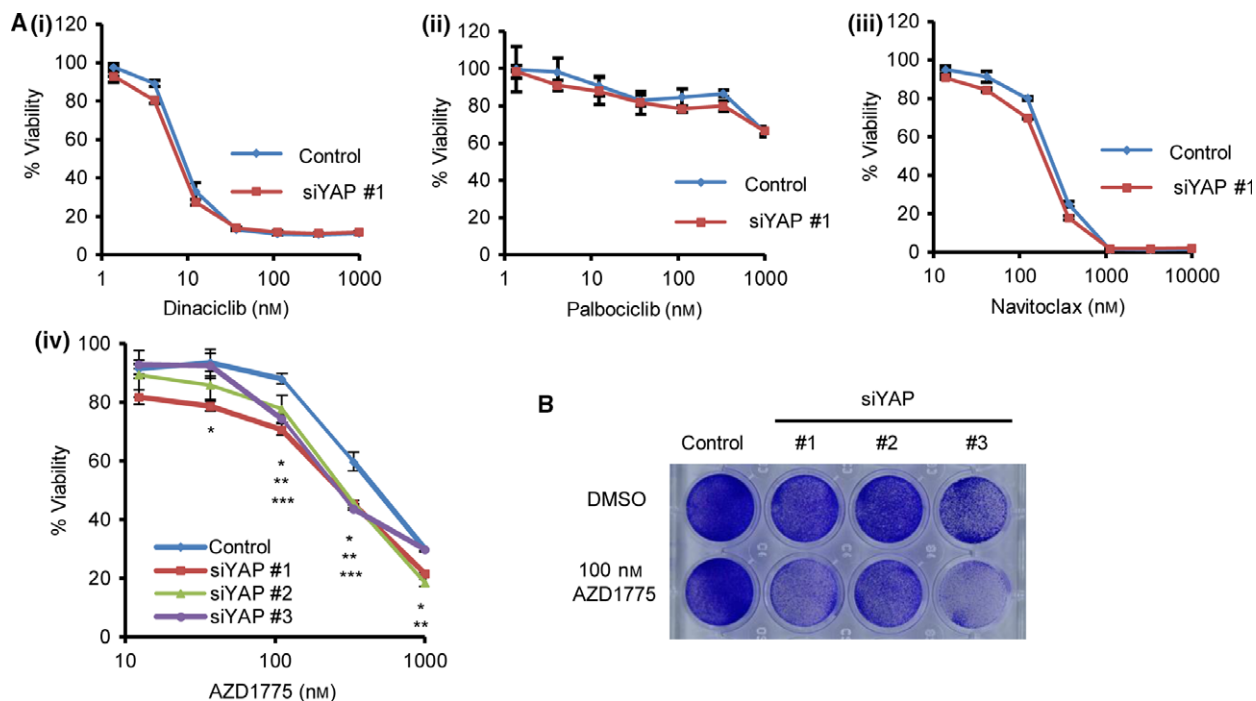 A (i)
120
100
80
60
40
20
0
% Viability
Control
siYAP #1
1 10 100 1000
Dinaciclib (nM)
(ii)
120
100
80
60
40
20
0
% Viability
Control
siYAP #1
1 10 100 1000
Palbociclib (nM)
(iii)
120
100
80
60
40
20
0
% Viability
Control
siYAP #1
10 100 1000 10000
Navitoclax (nM)
(iv)
100
80
60
40
20
0
% Viability
*
*
**
***
*
**
***
*
**
Control
siYAP #1
siYAP #2
siYAP #3
10 100 1000
AZD1775 (nM)
B
siYAP
Control #1 #2 #3
DMSO
100 nM
AZD1775